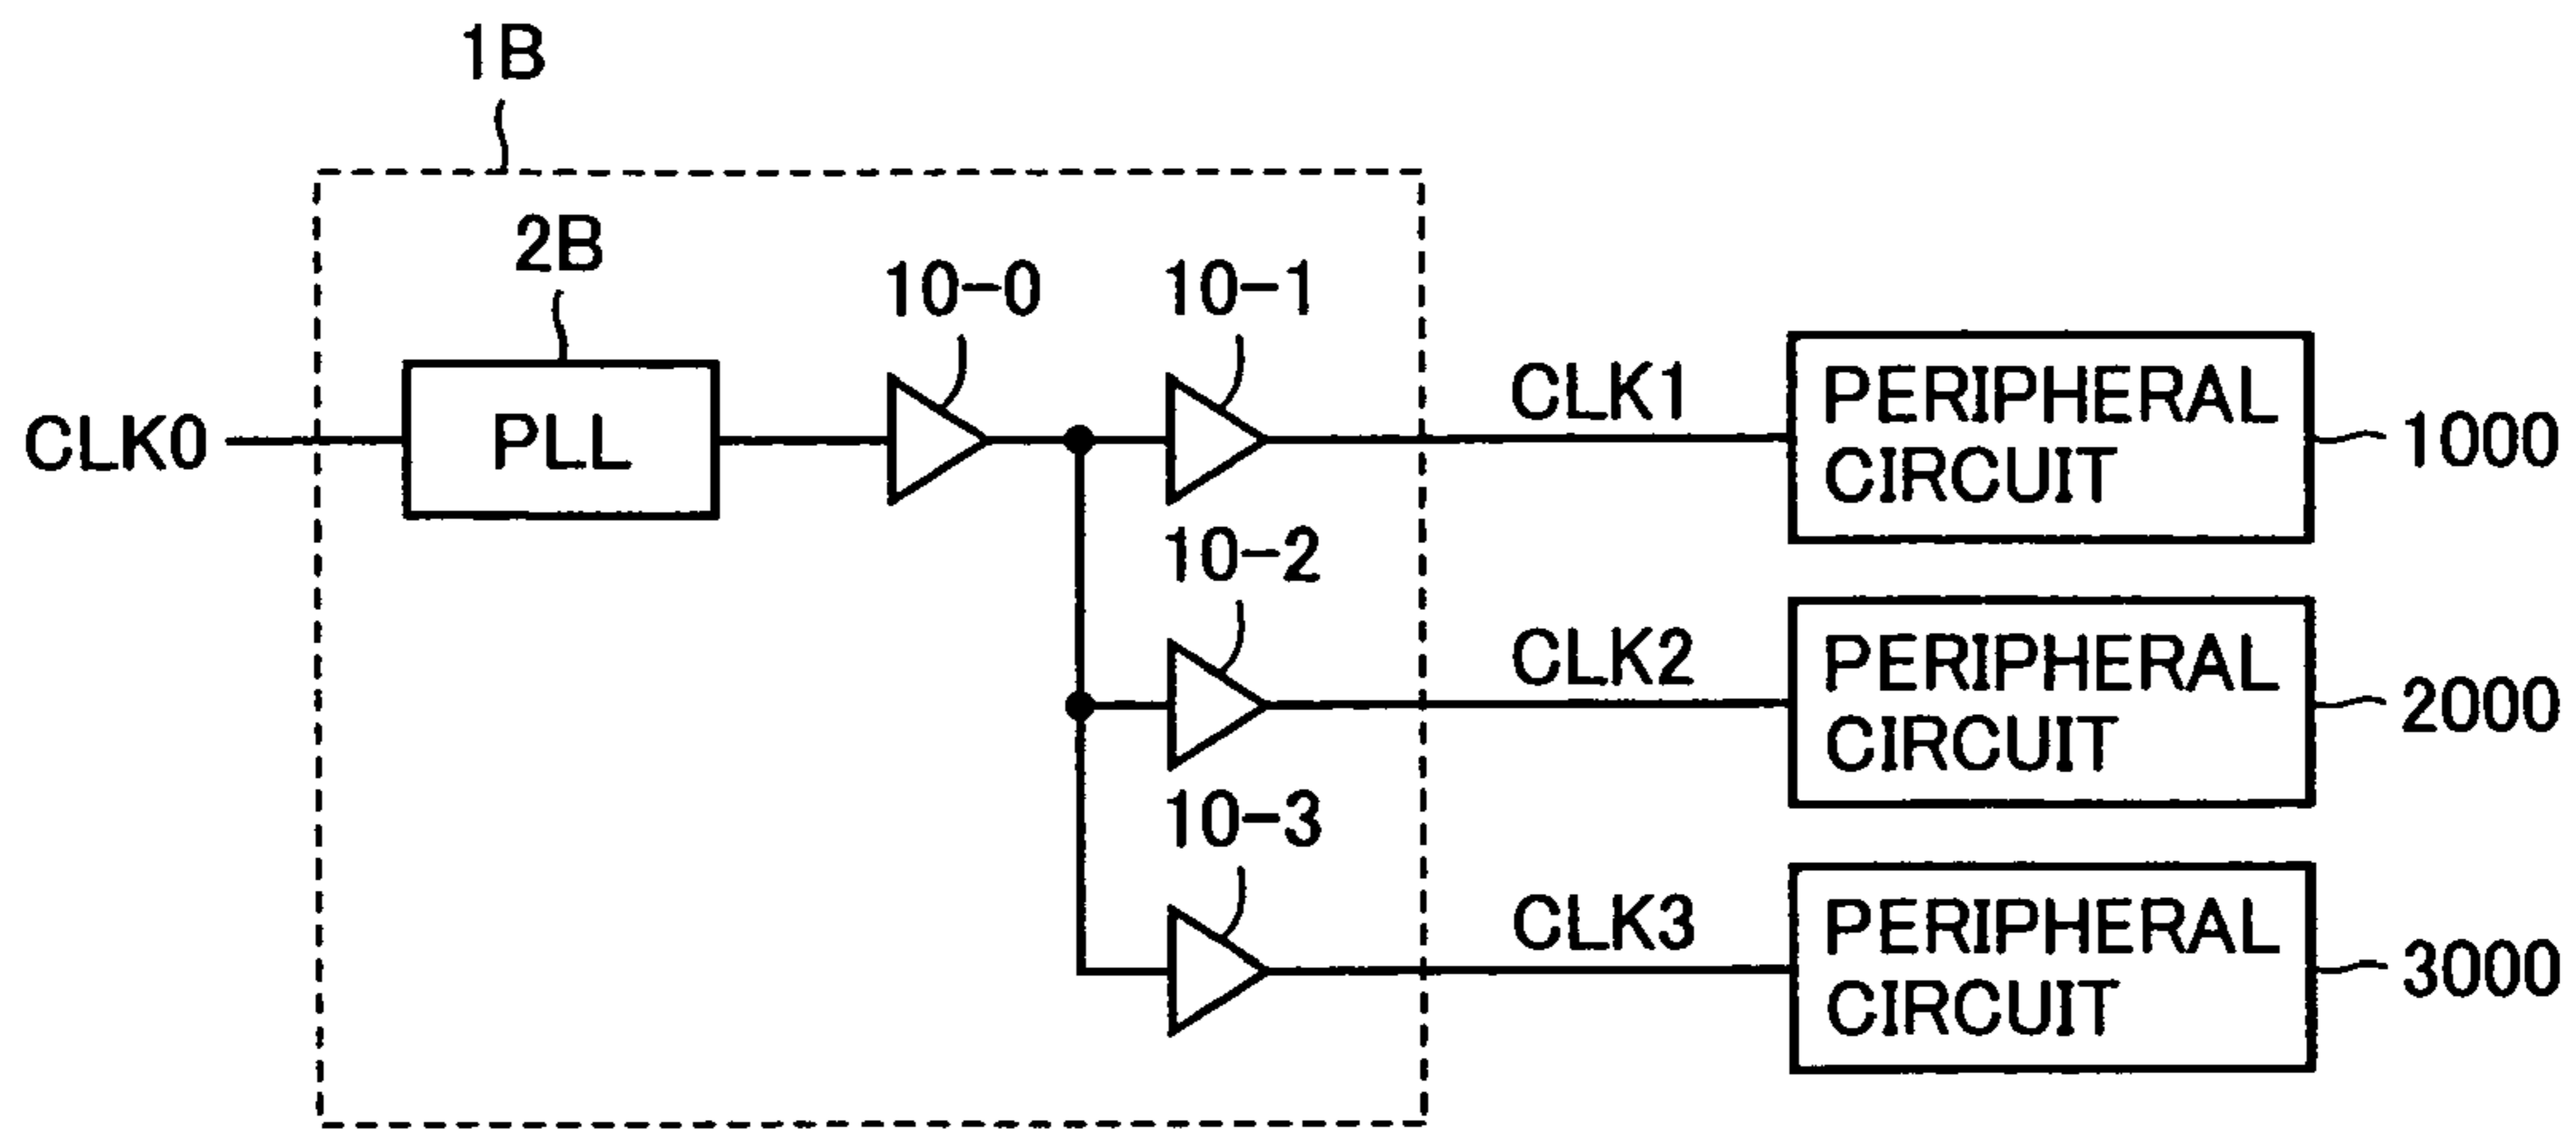 1B
2B
10-0
10-1
CLK0
PLL
CLK1
PERIPHERAL
CIRCUIT
1000
10-2
CLK2
PERIPHERAL
CIRCUIT
2000
10-3
CLK3
PERIPHERAL
CIRCUIT
3000